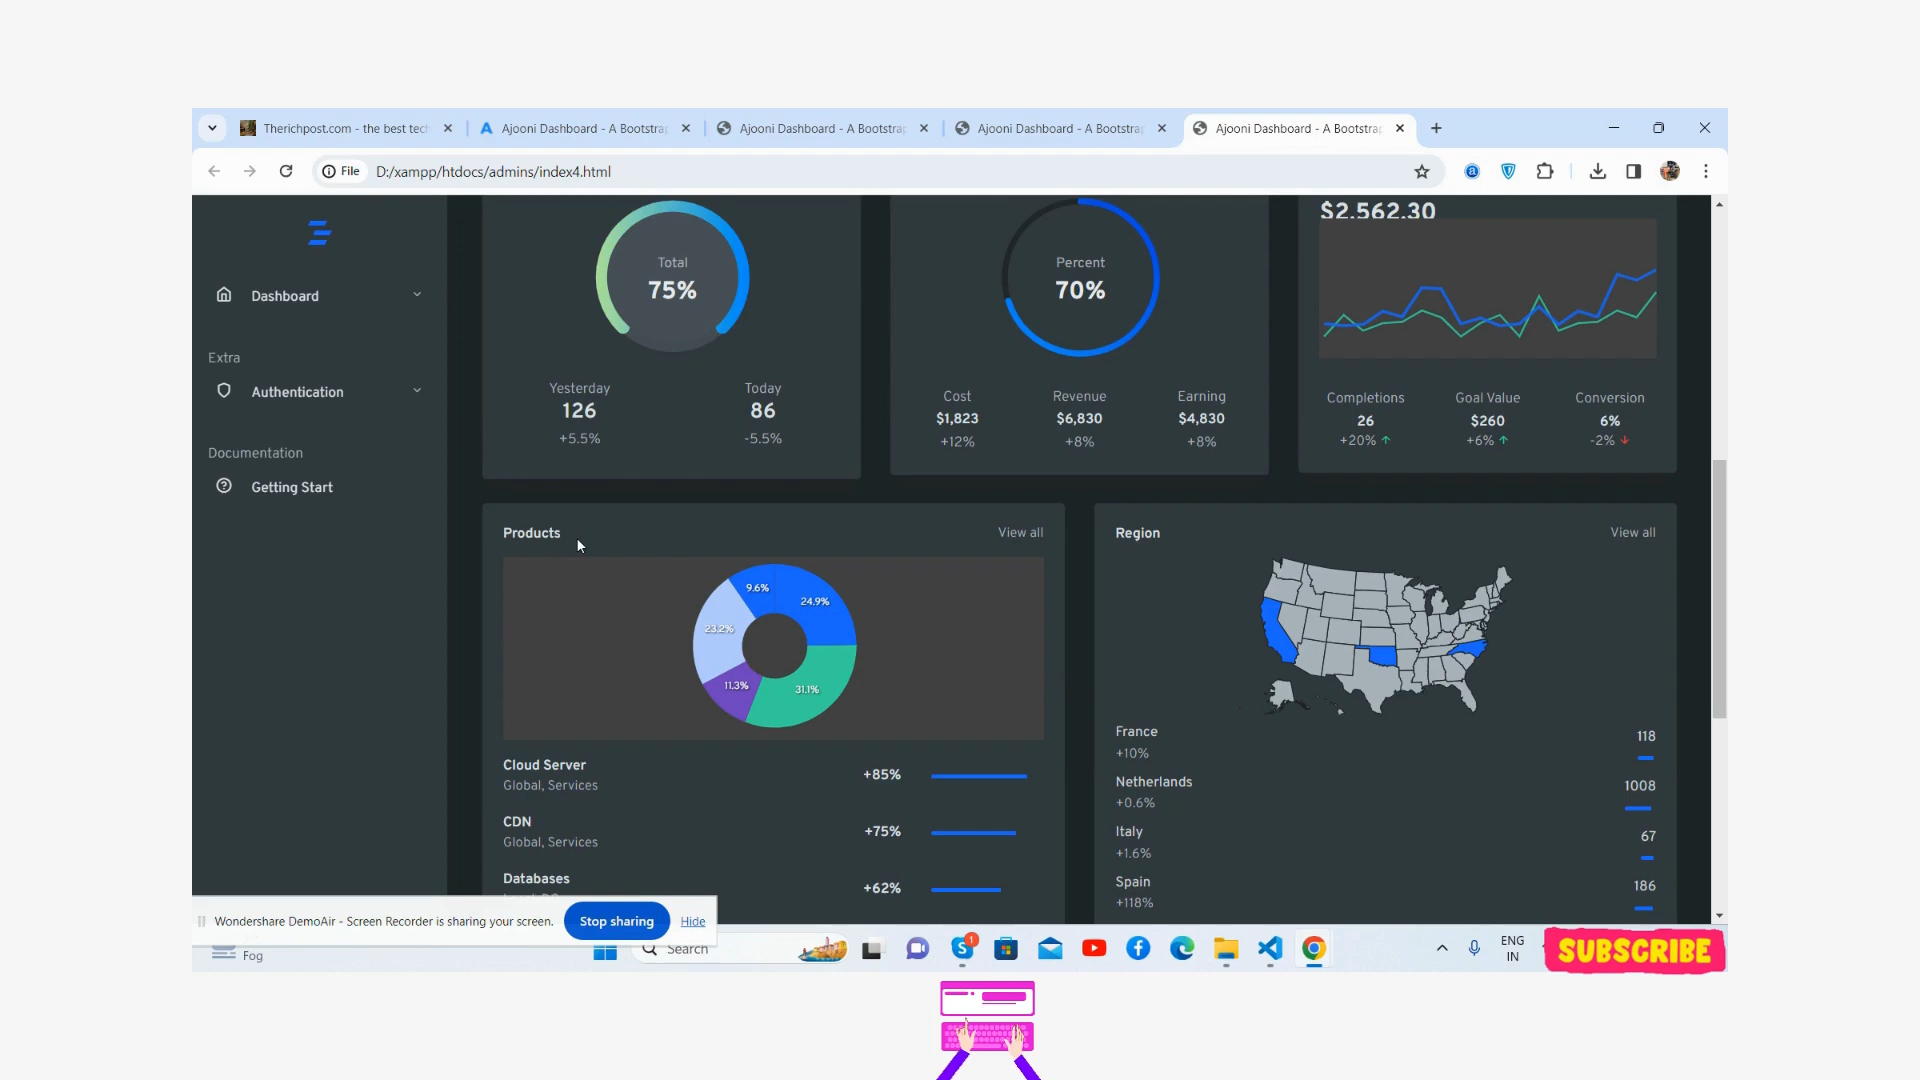 Therichpost.com - the best tech
Ajooni Dashboard - A Bootstrap
Ajooni Dashboard - A Bootstrap
Ajooni Dashboard - A Bootstrap
Ajooni Dashboard - A Bootstrap
File
D:/xampp/htdocs/admins/index4.html
Dashboard
Extra
Authentication
Documentation
Getting Start
Total
75%
Yesterday
126
+5.5%
Today
86
-5.5%
Percent
70%
Cost
$1,823
+12%
Revenue
$6,830
+8%
Earning
$4,830
+8%
$2.562.30
Completions
26
+20%
Goal Value
$260
+6%
Conversion
6%
-2%
Products
View all
9.6%
24.9%
23.2%
11.3%
31.1%
Cloud Server
Global, Services
+85%
CDN
Global, Services
+75%
Databases
+62%
Region
View all
France
+10%
118
Netherlands
+0.6%
1008
Italy
+1.6%
67
Spain
+118%
186
Wondershare DemoAir - Screen Recorder is sharing your screen.
Stop sharing
Hide
Fog
Search
1
ENG
IN
SUBSCRIBE